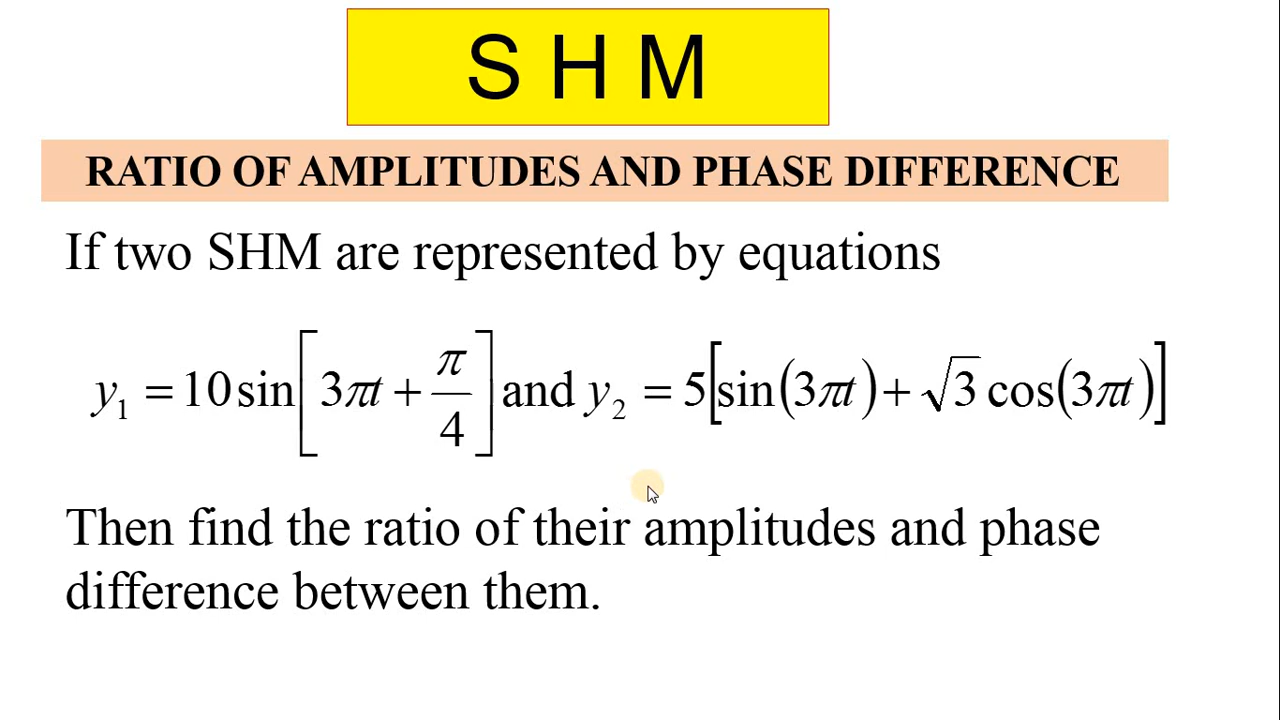 S H M
RATIO OF AMPLITUDES AND PHASE DIFFERENCE
If two SHM are represented by equations
y₁ = 10 sin[3πt + π/4] and y₂ = 5[sin(3πt) + √3 cos(3πt)]
Then find the ratio of their amplitudes and phase
difference between them.